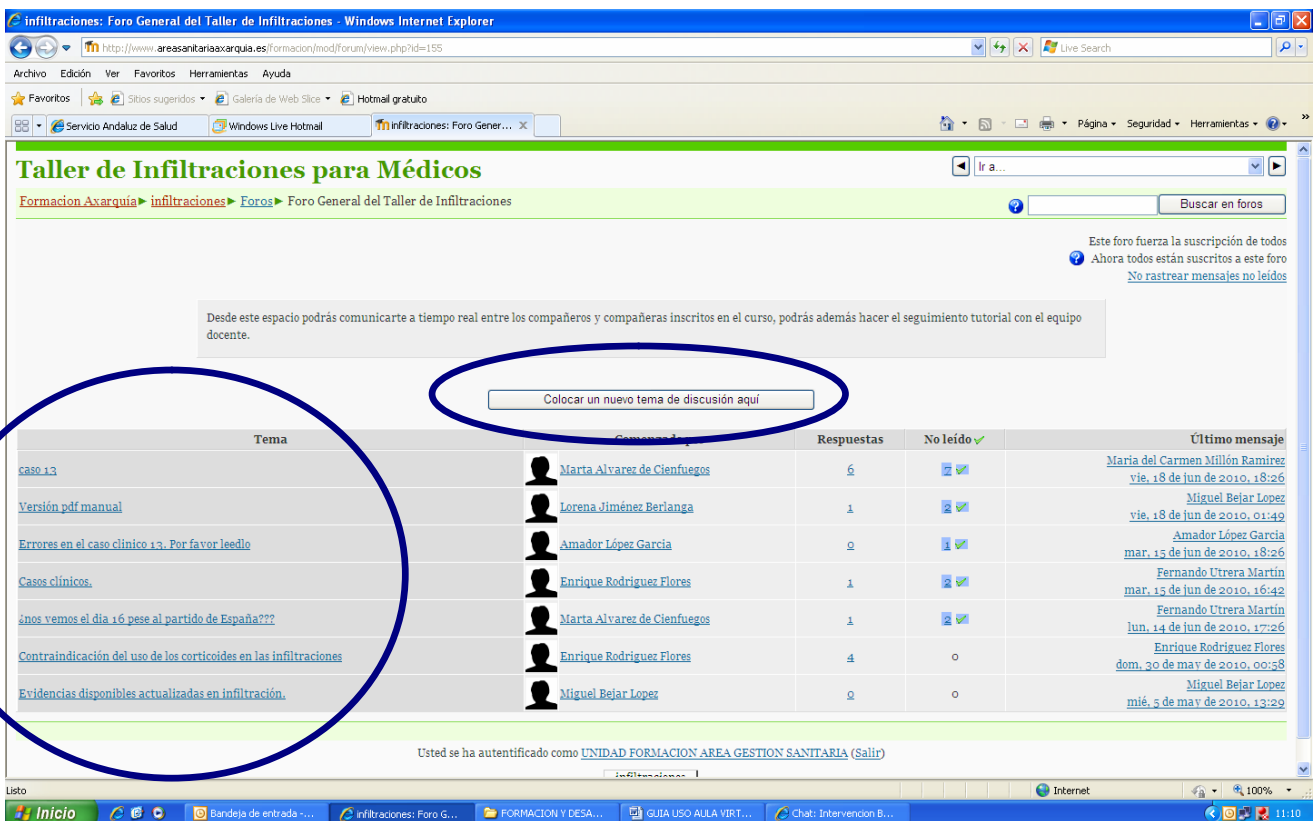 infiltraciones: Foro General del Taller de Infiltraciones - Windows Internet Explorer
http://www.areasanitariaaxarquia.es/formacion/mod/forum/view.php?id=155
Live Search
Archivo Edición Ver Favoritos Herramientas Ayuda
Favoritos Sitios sugeridos Galería de Web Slice Hotmail gratuito
Servicio Andaluz de Salud Windows Live Hotmail infiltraciones: Foro Gener... X Página Seguridad Herramientas »
Taller de Infiltraciones para Médicos
Ir a...
Formacion Axarquía► infiltraciones► Foros► Foro General del Taller de Infiltraciones
Buscar en foros
Este foro fuerza la suscripción de todos
Ahora todos están suscritos a este foro
No rastrear mensajes no leídos
Desde este espacio podrás comunicarte a tiempo real entre los compañeros y compañeras inscritos en el curso, podrás además hacer el seguimiento tutorial con el equipo
docente.
Colocar un nuevo tema de discusión aquí
Tema Respuestas No leído Último mensaje
caso 13 Marta Alvarez de Cienfuegos 6 7 Maria del Carmen Millón Ramirez
vie, 18 de jun de 2010, 18:26
Versión pdf manual Lorena Jiménez Berlanga 1 2 Miguel Bejar Lopez
vie, 18 de jun de 2010, 01:49
Errores en el caso clinico 13. Por favor leedlo Amador López Garcia 0 1 Amador López Garcia
mar, 15 de jun de 2010, 18:26
Casos clínicos. Enrique Rodriguez Flores 1 2 Fernando Utrera Martín
mar, 15 de jun de 2010, 16:42
¿nos vemos el dia 16 pese al partido de España??? Marta Alvarez de Cienfuegos 1 2 Fernando Utrera Martín
lun, 14 de jun de 2010, 17:26
Contraindicación del uso de los corticoides en las infiltraciones Enrique Rodriguez Flores 4 0 Enrique Rodriguez Flores
dom, 30 de may de 2010, 00:58
Evidencias disponibles actualizadas en infiltración. Miguel Bejar Lopez 0 0 Miguel Bejar Lopez
mié, 5 de may de 2010, 13:29
Usted se ha autentificado como UNIDAD FORMACION AREA GESTION SANITARIA (Salir)
infiltraciones
Listo Internet 100%
Inicio Bandeja de entrada -... infiltraciones: Foro G... FORMACION Y DESA... GUIA USO AULA VIRT... Chat: Intervencion B... 11:10